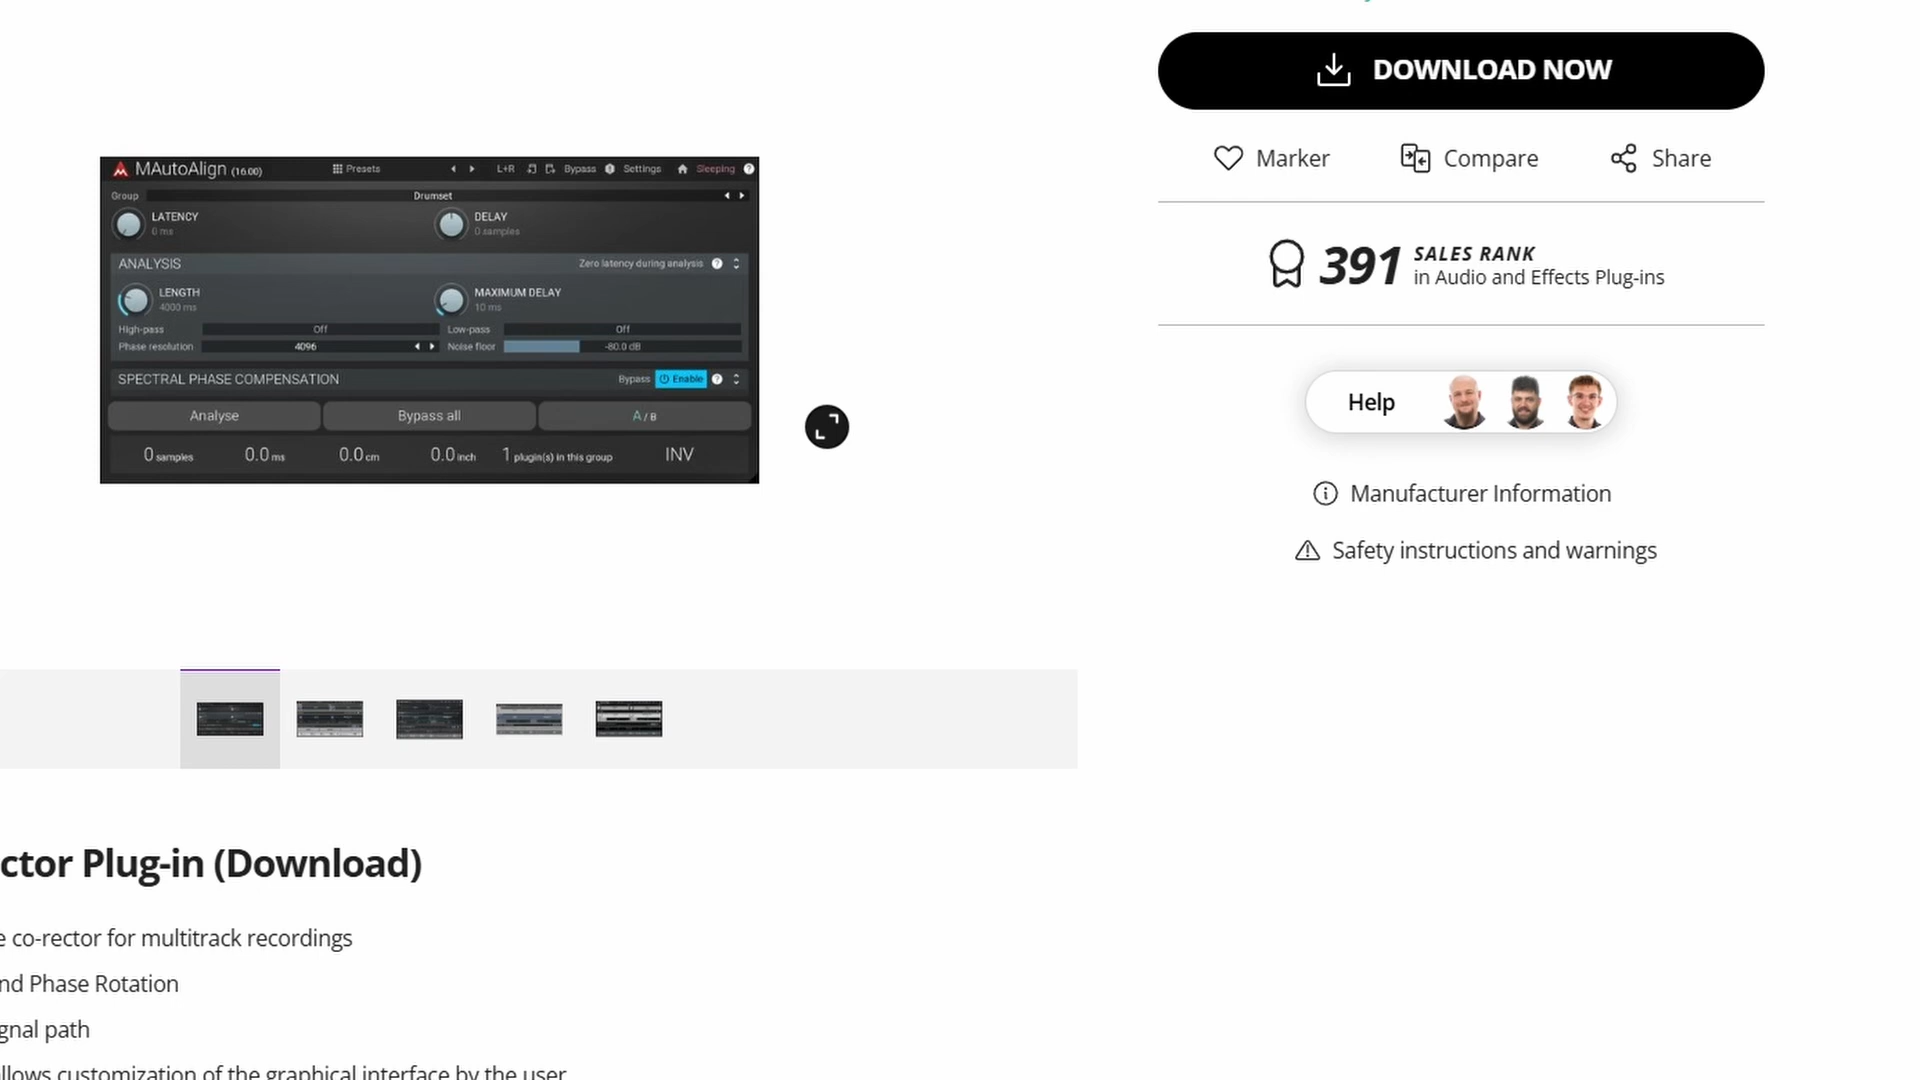 DOWNLOAD NOW
Marker
Compare
Share
391 SALES RANK
in Audio and Effects Plug-ins
Help
Manufacturer Information
Safety instructions and warnings
MAutoAlign (16.00) Presets L+R Bypass Settings Sleeping ?
Group Drumset
LATENCY
0 ms
DELAY
0 samples
ANALYSIS Zero latency during analysis ?
LENGTH
4000 ms
MAXIMUM DELAY
10 ms
High-pass Off Low-pass Off
Phase resolution 4096 Noise floor -80.0 dB
SPECTRAL PHASE COMPENSATION Bypass Enable ?
Analyse Bypass all A / B
0 samples 0.0 ms 0.0 cm 0.0 inch 1 plugin(s) in this group INV
ctor Plug-in (Download)
e co-rector for multitrack recordings
nd Phase Rotation
gnal path
llows customization of the graphical interface by the user